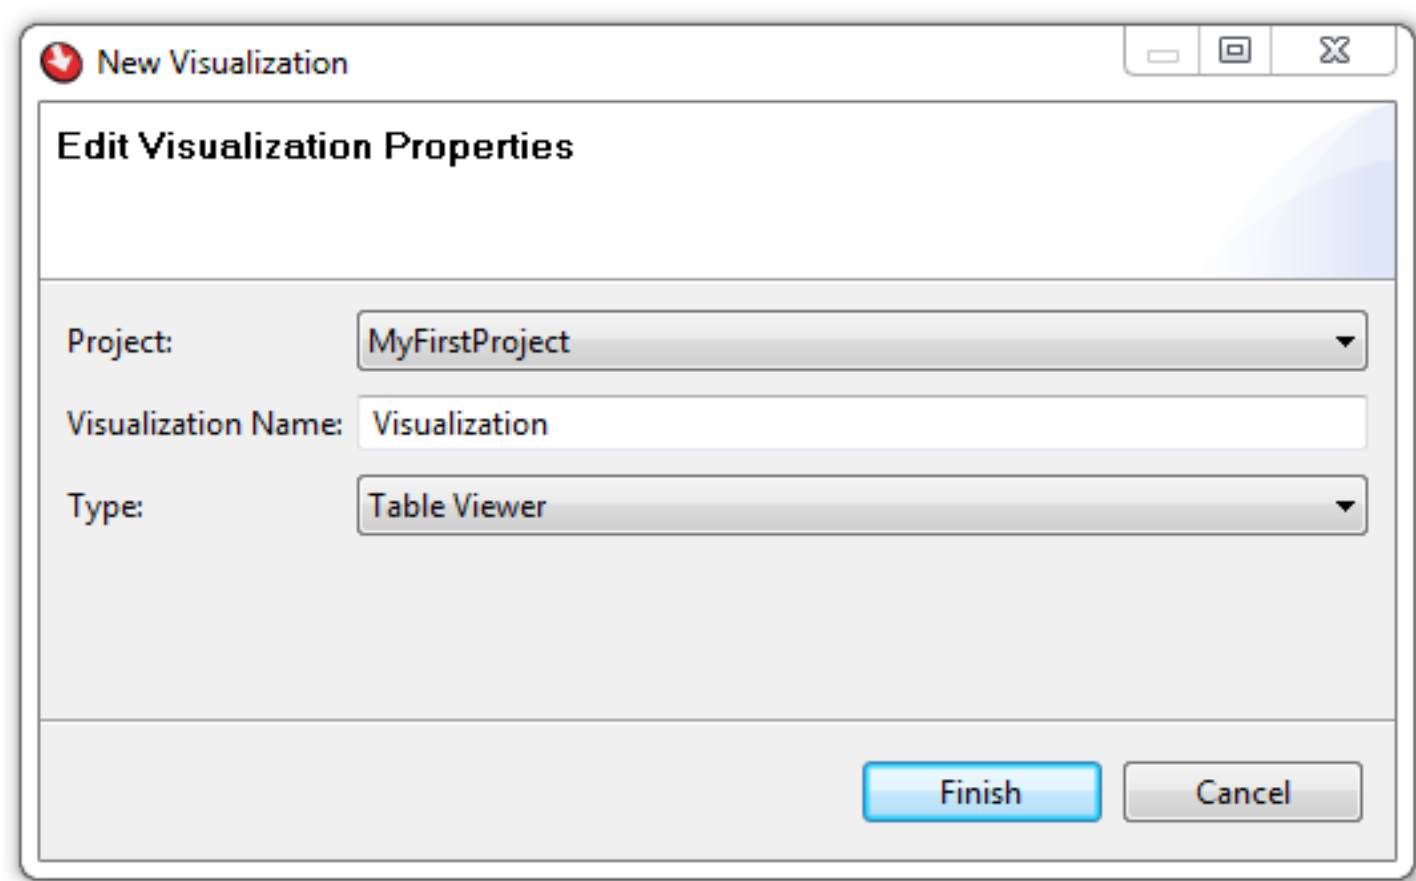 New Visualization
Edit Visualization Properties
Project: MyFirstProject
Visualization Name: Visualization
Type: Table Viewer
Finish Cancel